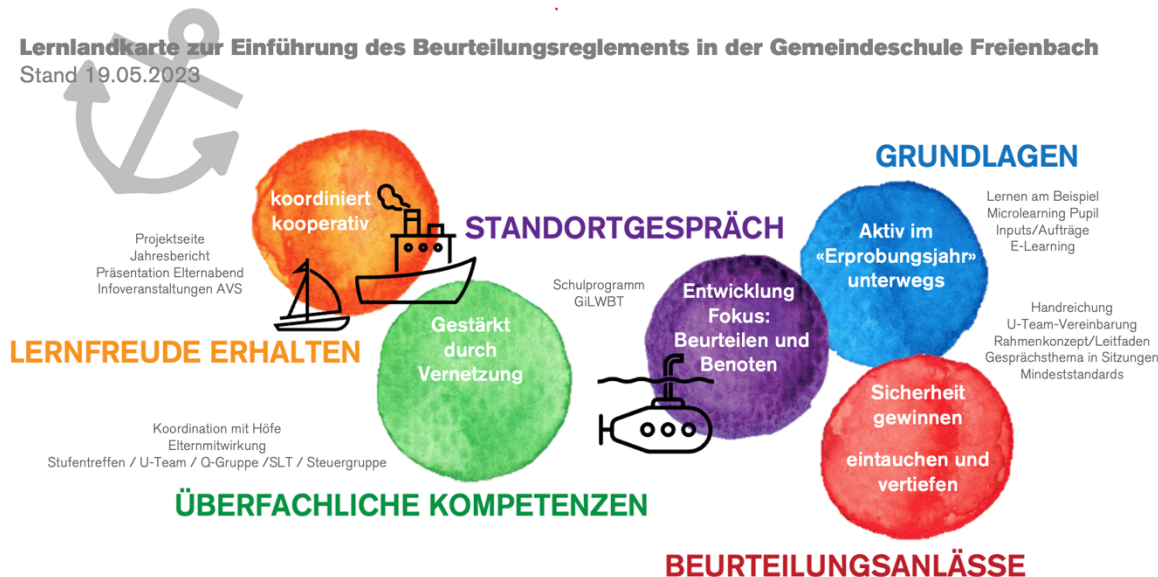 Lernlandkarte zur Einführung des Beurteilungsreglements in der Gemeindeschule Freienbach
Stand 19.05.2023
koordiniert
kooperativ
Projektseite
Jahresbericht
Präsentation Elternabend
Infoveranstaltungen AVS
LERNFREUDE ERHALTEN
Gestärkt
durch
Vernetzung
Koordination mit Höfe
Elternmitwirkung
Stufentreffen / U-Team / Q-Gruppe /SLT / Steuergruppe
ÜBERFACHLICHE KOMPETENZEN
STANDORTGESPRÄCH
Schulprogramm
GiLWBT
Entwicklung
Fokus:
Beurteilen und
Benoten
GRUNDLAGEN
Aktiv im
«Erprobungsjahr»
unterwegs
Lernen am Beispiel
Microlearning Pupil
Inputs/Aufträge
E-Learning
Handreichung
U-Team-Vereinbarung
Rahmenkonzept/Leitfaden
Gesprächsthema in Sitzungen
Mindeststandards
Sicherheit
gewinnen
eintauchen und
vertiefen
BEURTEILUNGSANLÄSSE